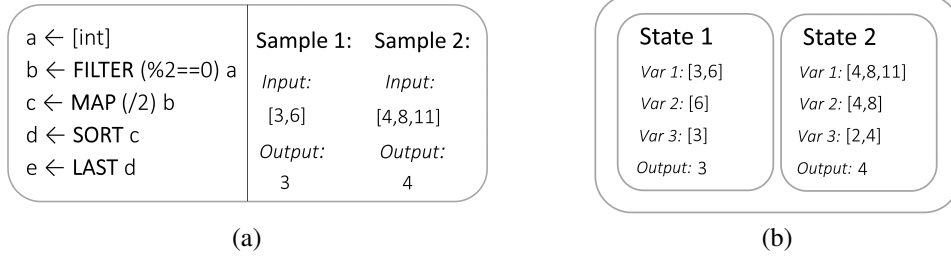 a ← [int]
b ← FILTER (%2==0) a
c ← MAP (/2) b
d ← SORT c
e ← LAST d
Sample 1: Sample 2:
Input: Input:
[3,6] [4,8,11]
Output: Output:
3 4
(a)
State 1
Var 1: [3,6]
Var 2: [6]
Var 3: [3]
Output: 3
State 2
Var 1: [4,8,11]
Var 2: [4,8]
Var 3: [2,4]
Output: 4
(b)